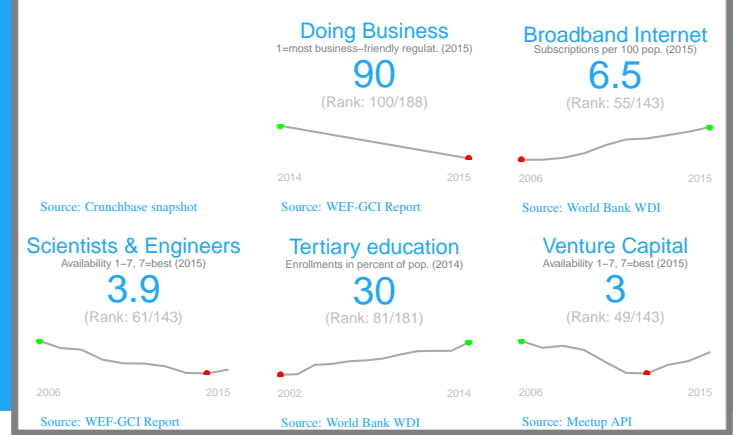 Doing Business
1=most business−friendly regulat. (2015)
90
(Rank: 100/188)
2014 2015
Source: WEF-GCI Report
Broadband Internet
Subscriptions per 100 pop. (2015)
6.5
(Rank: 55/143)
2006 2015
Source: World Bank WDI
Source: Crunchbase snapshot
Scientists & Engineers
Availability 1−7, 7=best (2015)
3.9
(Rank: 61/143)
2006 2015
Source: WEF-GCI Report
Tertiary education
Enrollments in percent of pop. (2014)
30
(Rank: 81/181)
2002 2014
Source: World Bank WDI
Venture Capital
Availability 1−7, 7=best (2015)
3
(Rank: 49/143)
2006 2015
Source: Meetup API